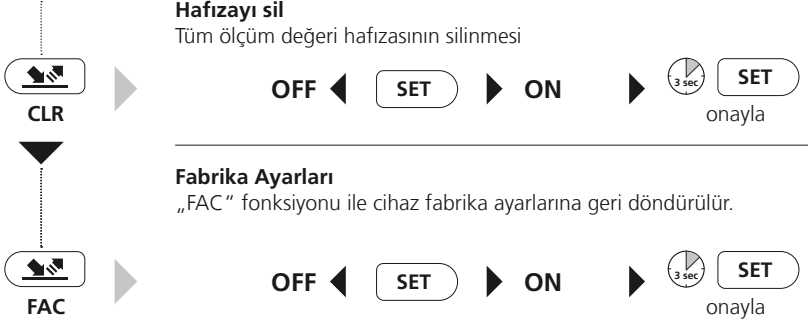 Hafızayı sil
Tüm ölçüm değeri hafızasının silinmesi
CLR
OFF SET ON 3 sec SET
onayla
Fabrika Ayarları
„FAC“ fonksiyonu ile cihaz fabrika ayarlarına geri döndürülür.
FAC
OFF SET ON 3 sec SET
onayla